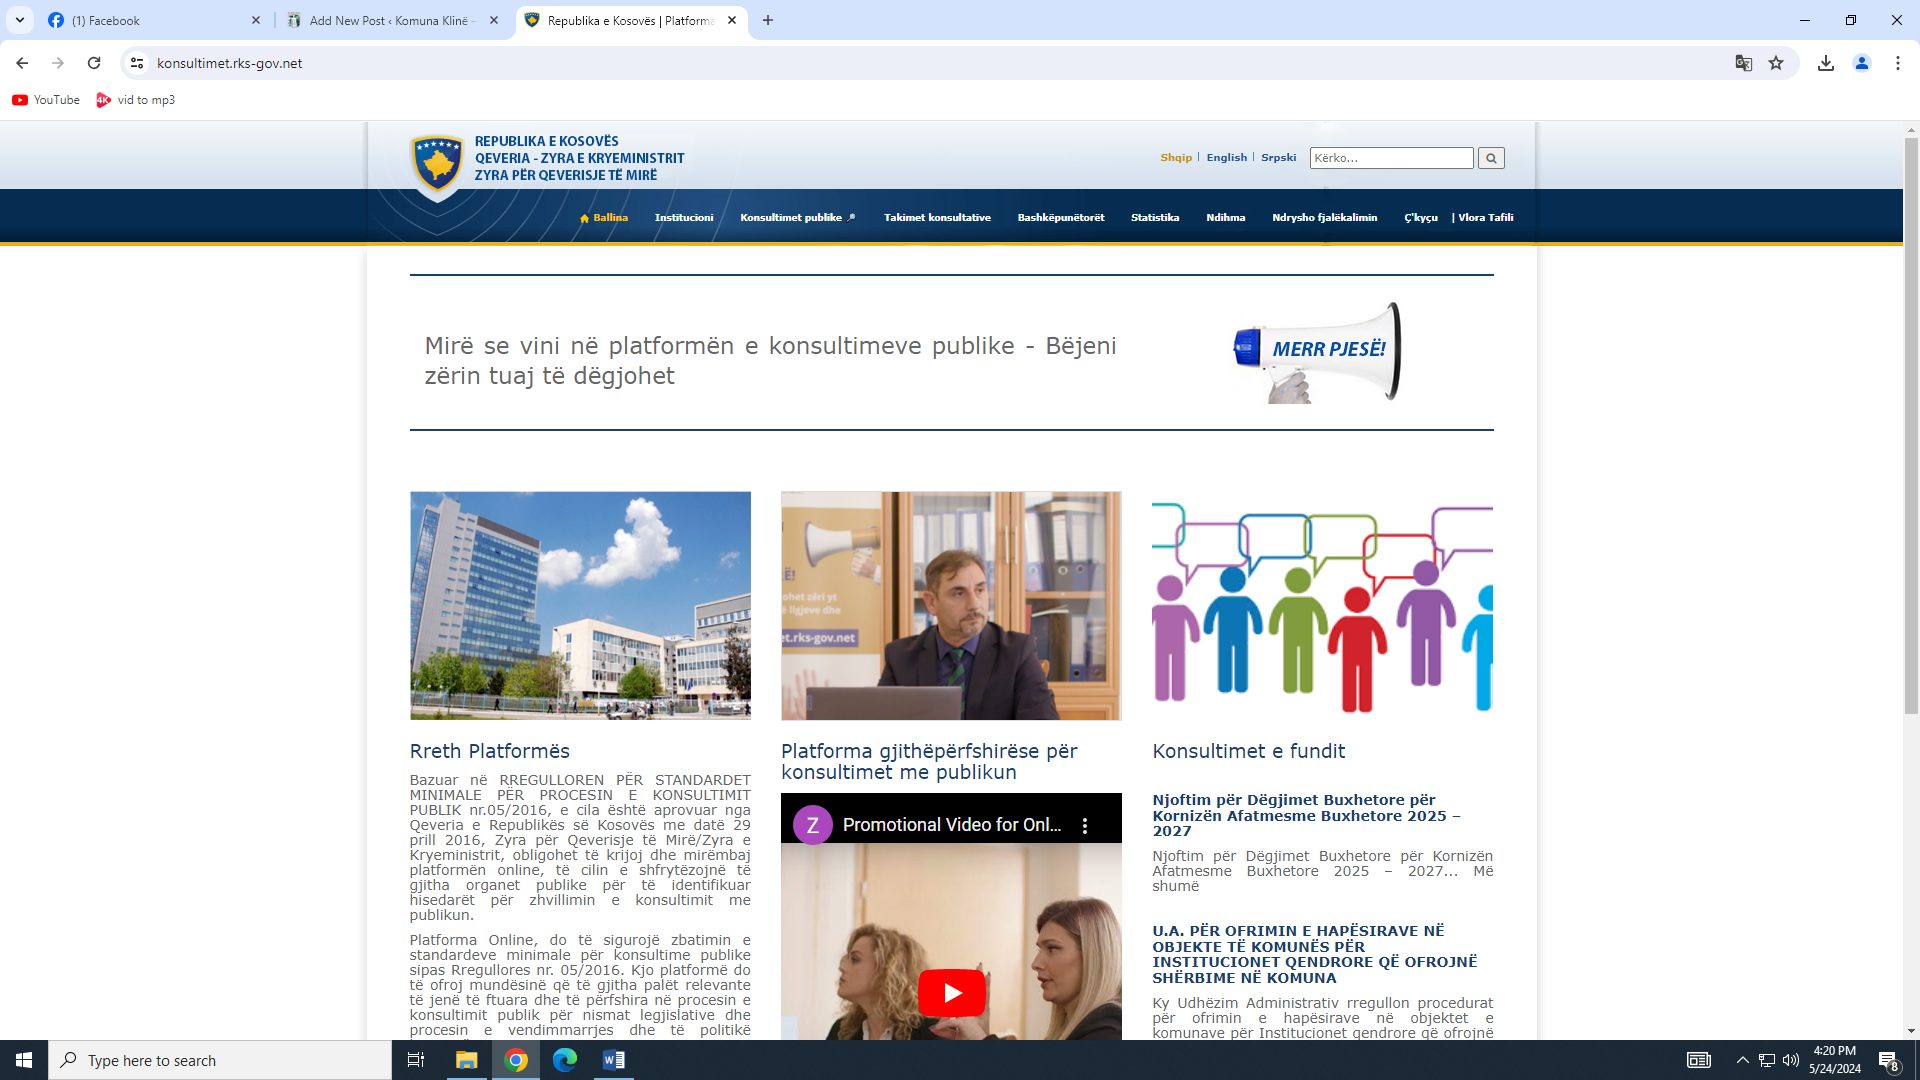 (1) Facebook
Add New Post ‹ Komuna Klinë –
Republika e Kosovës | Platforma
konsultimet.rks-gov.net
YouTube
vid to mp3
REPUBLIKA E KOSOVËS
QEVERIA - ZYRA E KRYEMINISTRIT
ZYRA PËR QEVERISJE TË MIRË
Shqip | English | Srpski
Kërko...
Ballina Institucioni Konsultimet publike Takimet konsultative Bashkëpunëtorët Statistika Ndihma Ndrysho fjalëkalimin Ç'kyçu | Vlora Tafili
Mirë se vini në platformën e konsultimeve publike - Bëjeni
zërin tuaj të dëgjohet
MERR PJESË!
Rreth Platformës
Bazuar në RREGULLOREN PËR STANDARDET
MINIMALE PËR PROCESIN E KONSULTIMIT
PUBLIK nr.05/2016, e cila është aprovuar nga
Qeveria e Republikës së Kosovës me datë 29
prill 2016, Zyra për Qeverisje të Mirë/Zyra e
Kryeministrit, obligohet të krijoj dhe mirëmbaj
platformën online, të cilin e shfrytëzojnë të
gjitha organet publike për të identifikuar
hisedarët për zhvillimin e konsultimit me
publikun.
Platforma Online, do të sigurojë zbatimin e
standardeve minimale për konsultime publike
sipas Rregullores nr. 05/2016. Kjo platformë do
të ofroj mundësinë që të gjitha palët relevante
të jenë të ftuara dhe të përfshira në procesin e
konsultimit publik për nismat legjislative dhe
procesin e vendimmarrjes dhe të politikë
ohet zëri yt
ë ligjeve dhe
et.rks-gov.net
Platforma gjithëpërfshirëse për
konsultimet me publikun
Z
Promotional Video for Onl...
Konsultimet e fundit
Njoftim për Dëgjimet Buxhetore për
Kornizën Afatmesme Buxhetore 2025 –
2027
Njoftim për Dëgjimet Buxhetore për Kornizën
Afatmesme Buxhetore 2025 – 2027... Më
shumë
U.A. PËR OFRIMIN E HAPËSIRAVE NË
OBJEKTE TË KOMUNËS PËR
INSTITUCIONET QENDRORE QË OFROJNË
SHËRBIME NË KOMUNA
Ky Udhëzim Administrativ rregullon procedurat
për ofrimin e hapësirave në objektet e
komunave për Institucionet qendrore që ofrojnë
Type here to search
4:20 PM
5/24/2024
8